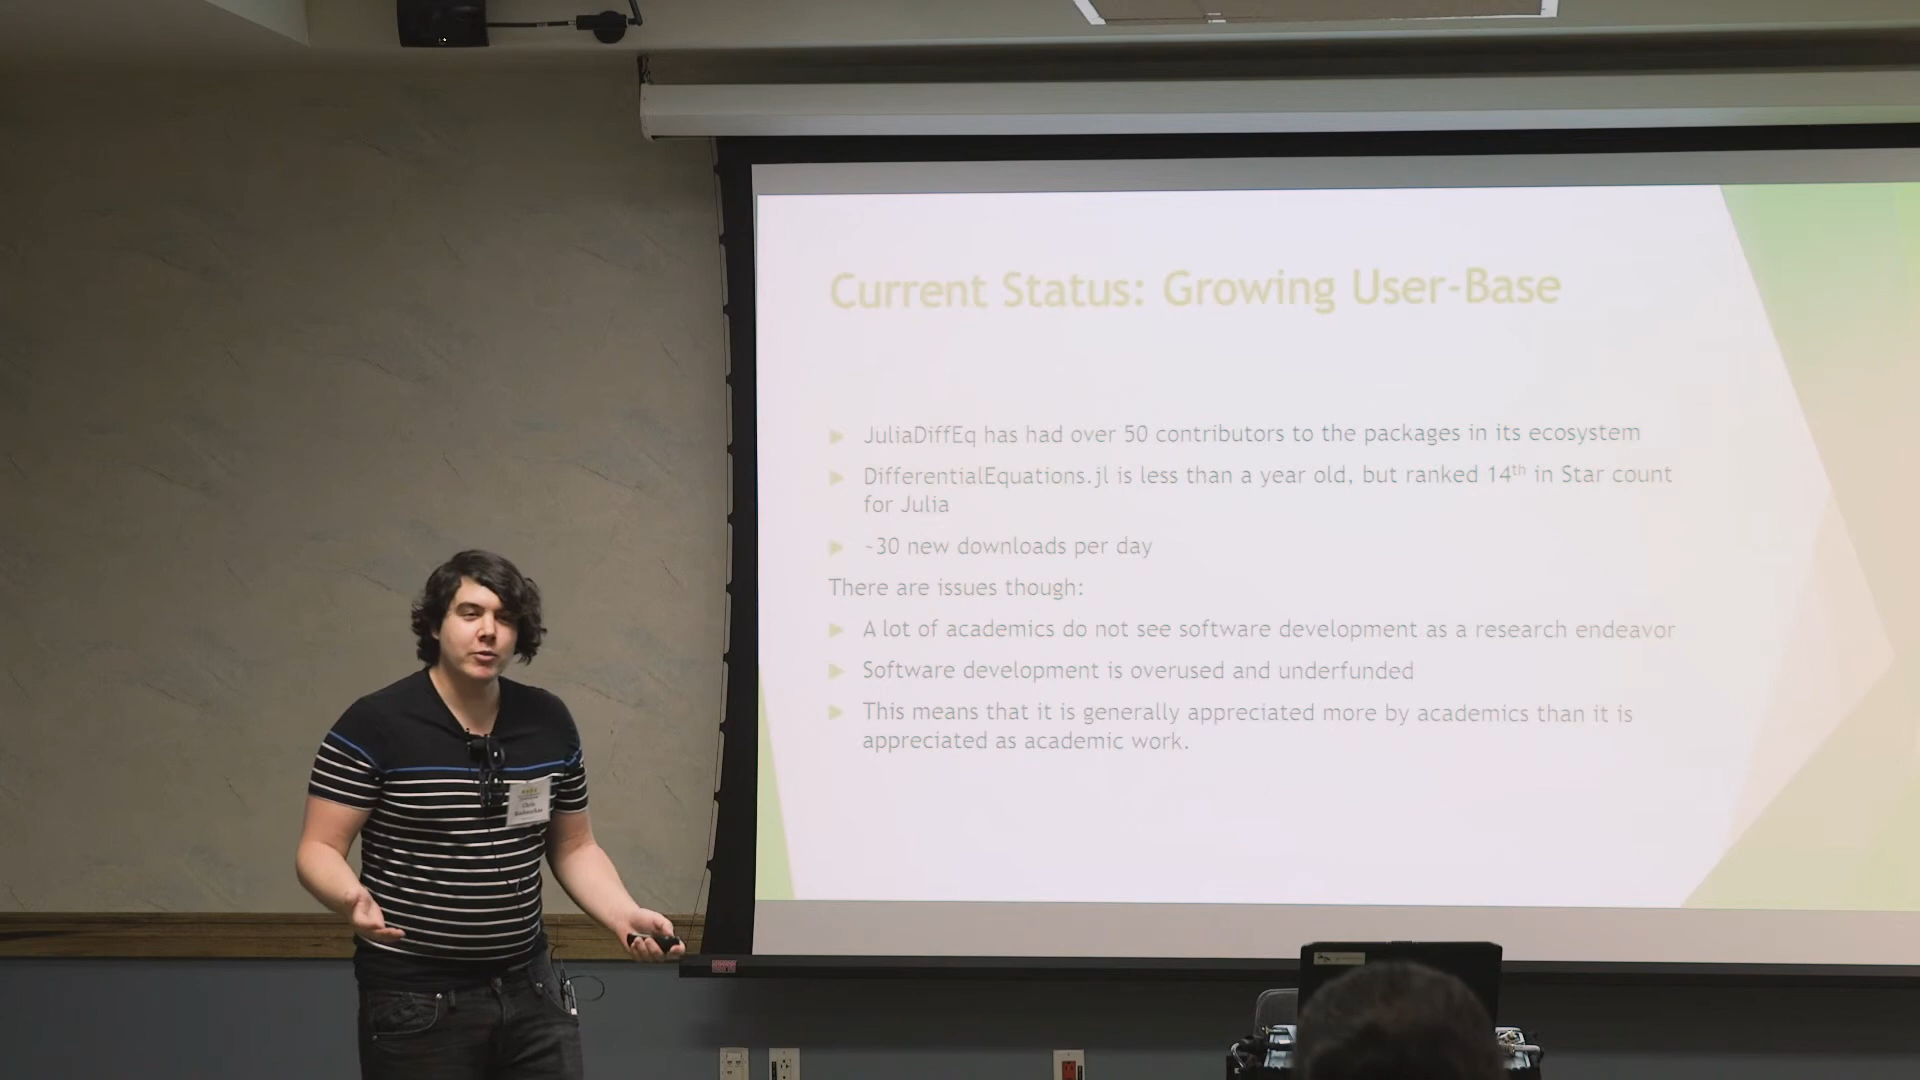 Current Status: Growing User-Base
JuliaDiffEq has had over 50 contributors to the packages in its ecosystem
DifferentialEquations.jl is less than a year old, but ranked 14th in Star count
for Julia
~30 new downloads per day
There are issues though:
A lot of academics do not see software development as a research endeavor
Software development is overused and underfunded
This means that it is generally appreciated more by academics than it is
appreciated as academic work.
Chris